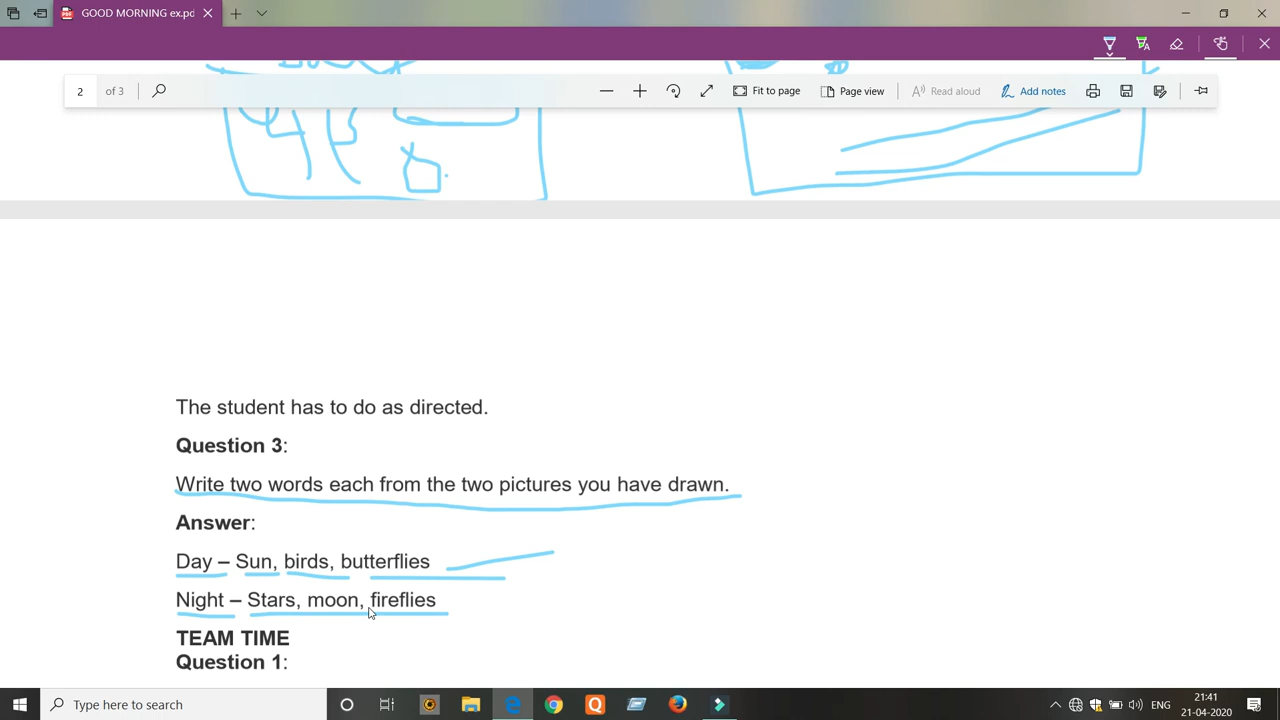 GOOD MORNING ex.pd
2 of 3 Fit to page Page view Read aloud Add notes
The student has to do as directed.
Question 3:
Write two words each from the two pictures you have drawn.
Answer:
Day – Sun, birds, butterflies
Night – Stars, moon, fireflies
TEAM TIME
Question 1:
Type here to search
ENG
21:41
21-04-2020